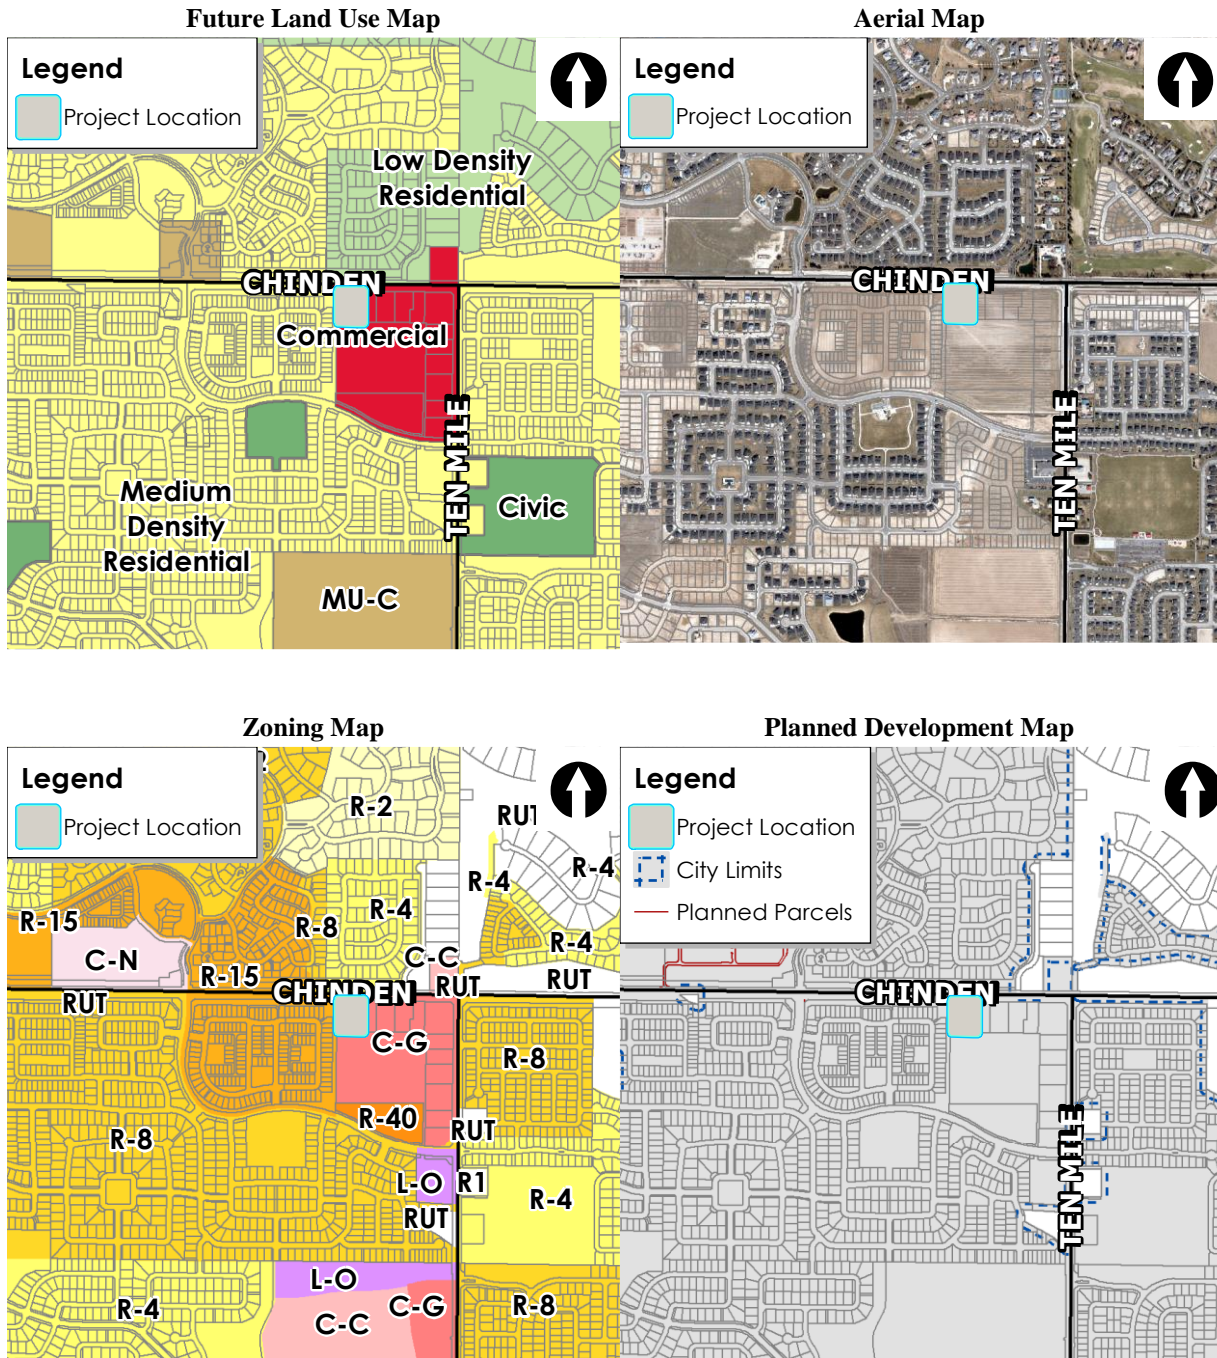 Future Land Use Map
Legend
Project Location
Low Density
Residential
CHINDEN
Commercial
TEN MILE
Medium
Density
Residential
Civic
MU-C
Aerial Map
Legend
Project Location
CHINDEN
TEN MILE
Zoning Map
Legend
Project Location
R-2
RUT
R-4
R-4
R-15
R-8
R-4
R-4
C-N
C-C
R-15
RUT
RUT
CHINDEN
RUT
C-G
R-8
R-40
RUT
R-8
L-O
R1
R-4
RUT
L-O
R-4
C-G
R-8
C-C
Planned Development Map
Legend
Project Location
City Limits
Planned Parcels
CHINDEN
TEN MILE